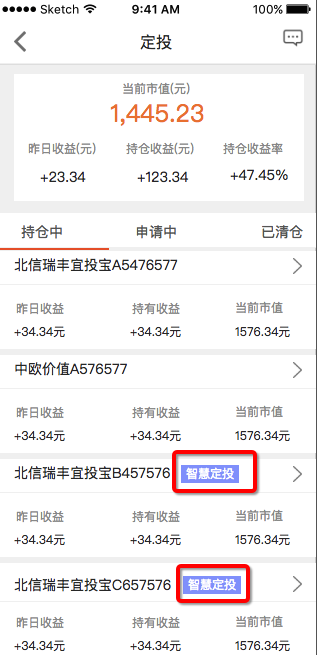 Sketch 9:41 AM 100%
定投
当前市值(元)
1,445.23
昨日收益(元) 持仓收益(元) 持仓收益率
+23.34 +123.34 +47.45%
持仓中 申请中 已清仓
北信瑞丰宜投宝A5476577
昨日收益 持有收益 当前市值
+34.34元 +34.34元 1576.34元
中欧价值A576577
昨日收益 持有收益 当前市值
+34.34元 +34.34元 1576.34元
北信瑞丰宜投宝B457576 智慧定投
昨日收益 持有收益 当前市值
+34.34元 +34.34元 1576.34元
北信瑞丰宜投宝C657576 智慧定投
昨日收益 持有收益 当前市值
+34.34元 +34.34元 1576.34元